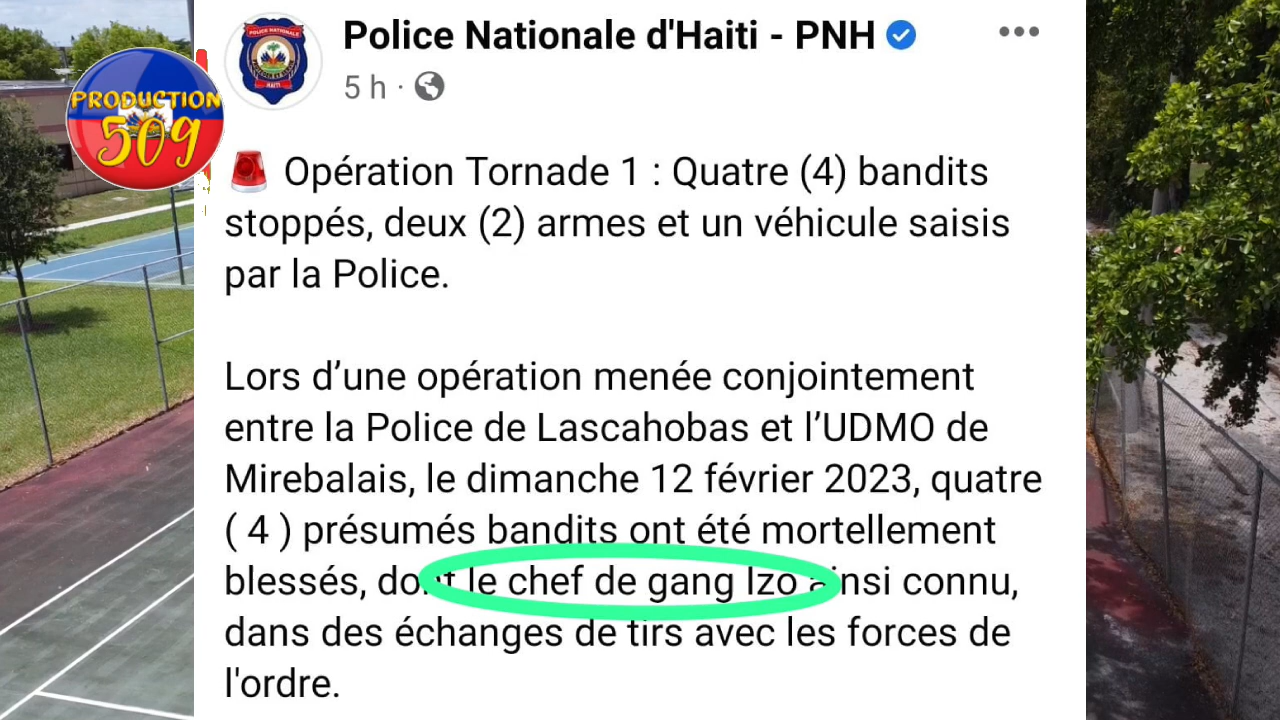 Police Nationale d'Haiti - PNH
5 h ·
PRODUCTION
509
POLICE NATIONALE
HAITI
Opération Tornade 1 : Quatre (4) bandits
stoppés, deux (2) armes et un véhicule saisis
par la Police.
Lors d’une opération menée conjointement
entre la Police de Lascahobas et l’UDMO de
Mirebalais, le dimanche 12 février 2023, quatre
( 4 ) présumés bandits ont été mortellement
blessés, dont le chef de gang Izo ainsi connu,
dans des échanges de tirs avec les forces de
l'ordre.